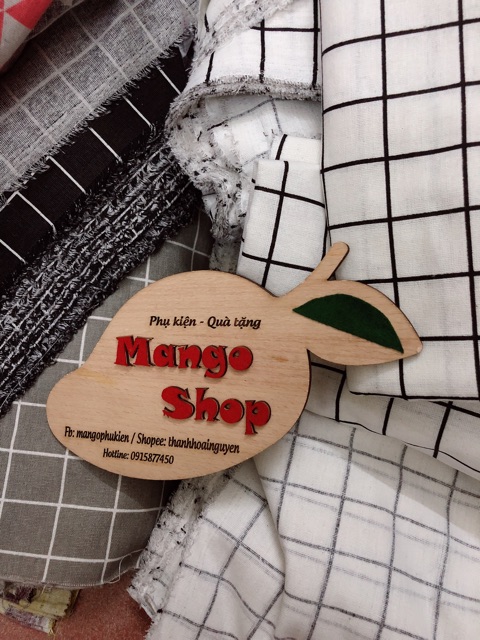 Phụ kiện - Quà tặng
Mango
Shop
Fb: mangophukien / Shopee: thanhhoainguyen
Hotline: 0915877450